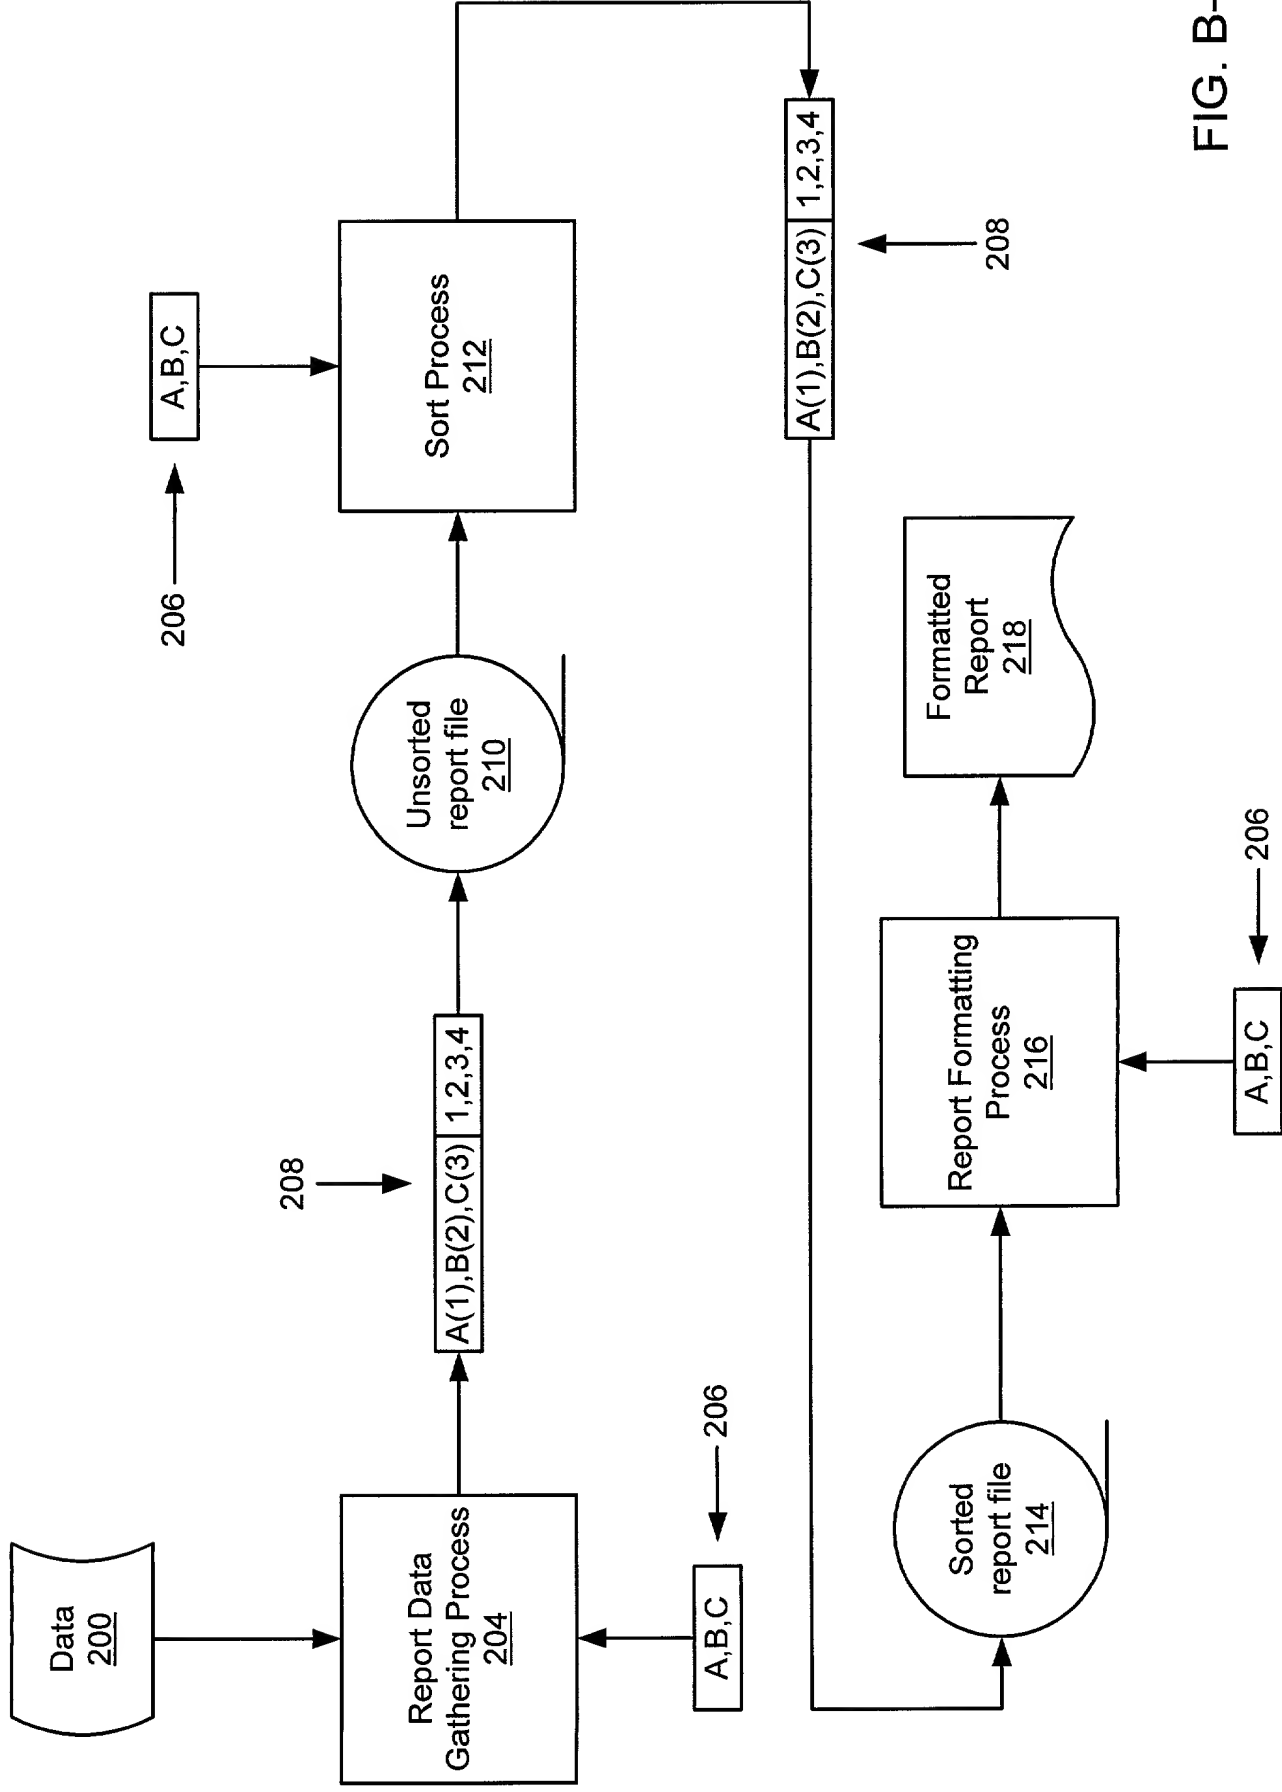 Data
200
Report Data
Gathering Process
204
A,B,C
206
208
A(1),B(2),C(3) 1,2,3,4
Unsorted
report file
210
206
A,B,C
Sort Process
212
A(1),B(2),C(3) 1,2,3,4
208
Sorted
report file
214
Report Formatting
Process
216
A,B,C
206
Formatted
Report
218
FIG. B-